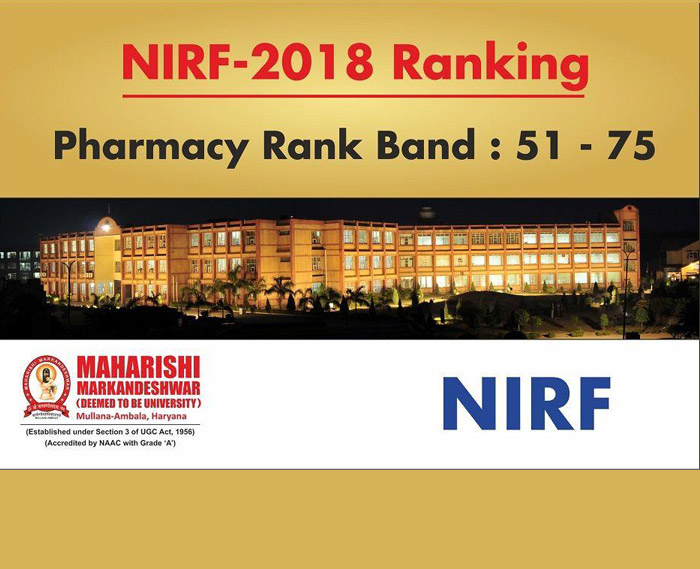 NIRF-2018 Ranking
Pharmacy Rank Band : 51 - 75
MAHARISHI
MARKANDESHWAR
(DEEMED TO BE UNIVERSITY)
Mullana-Ambala, Haryana
(Established under Section 3 of UGC Act, 1956)
(Accredited by NAAC with Grade ‘A’)
NIRF